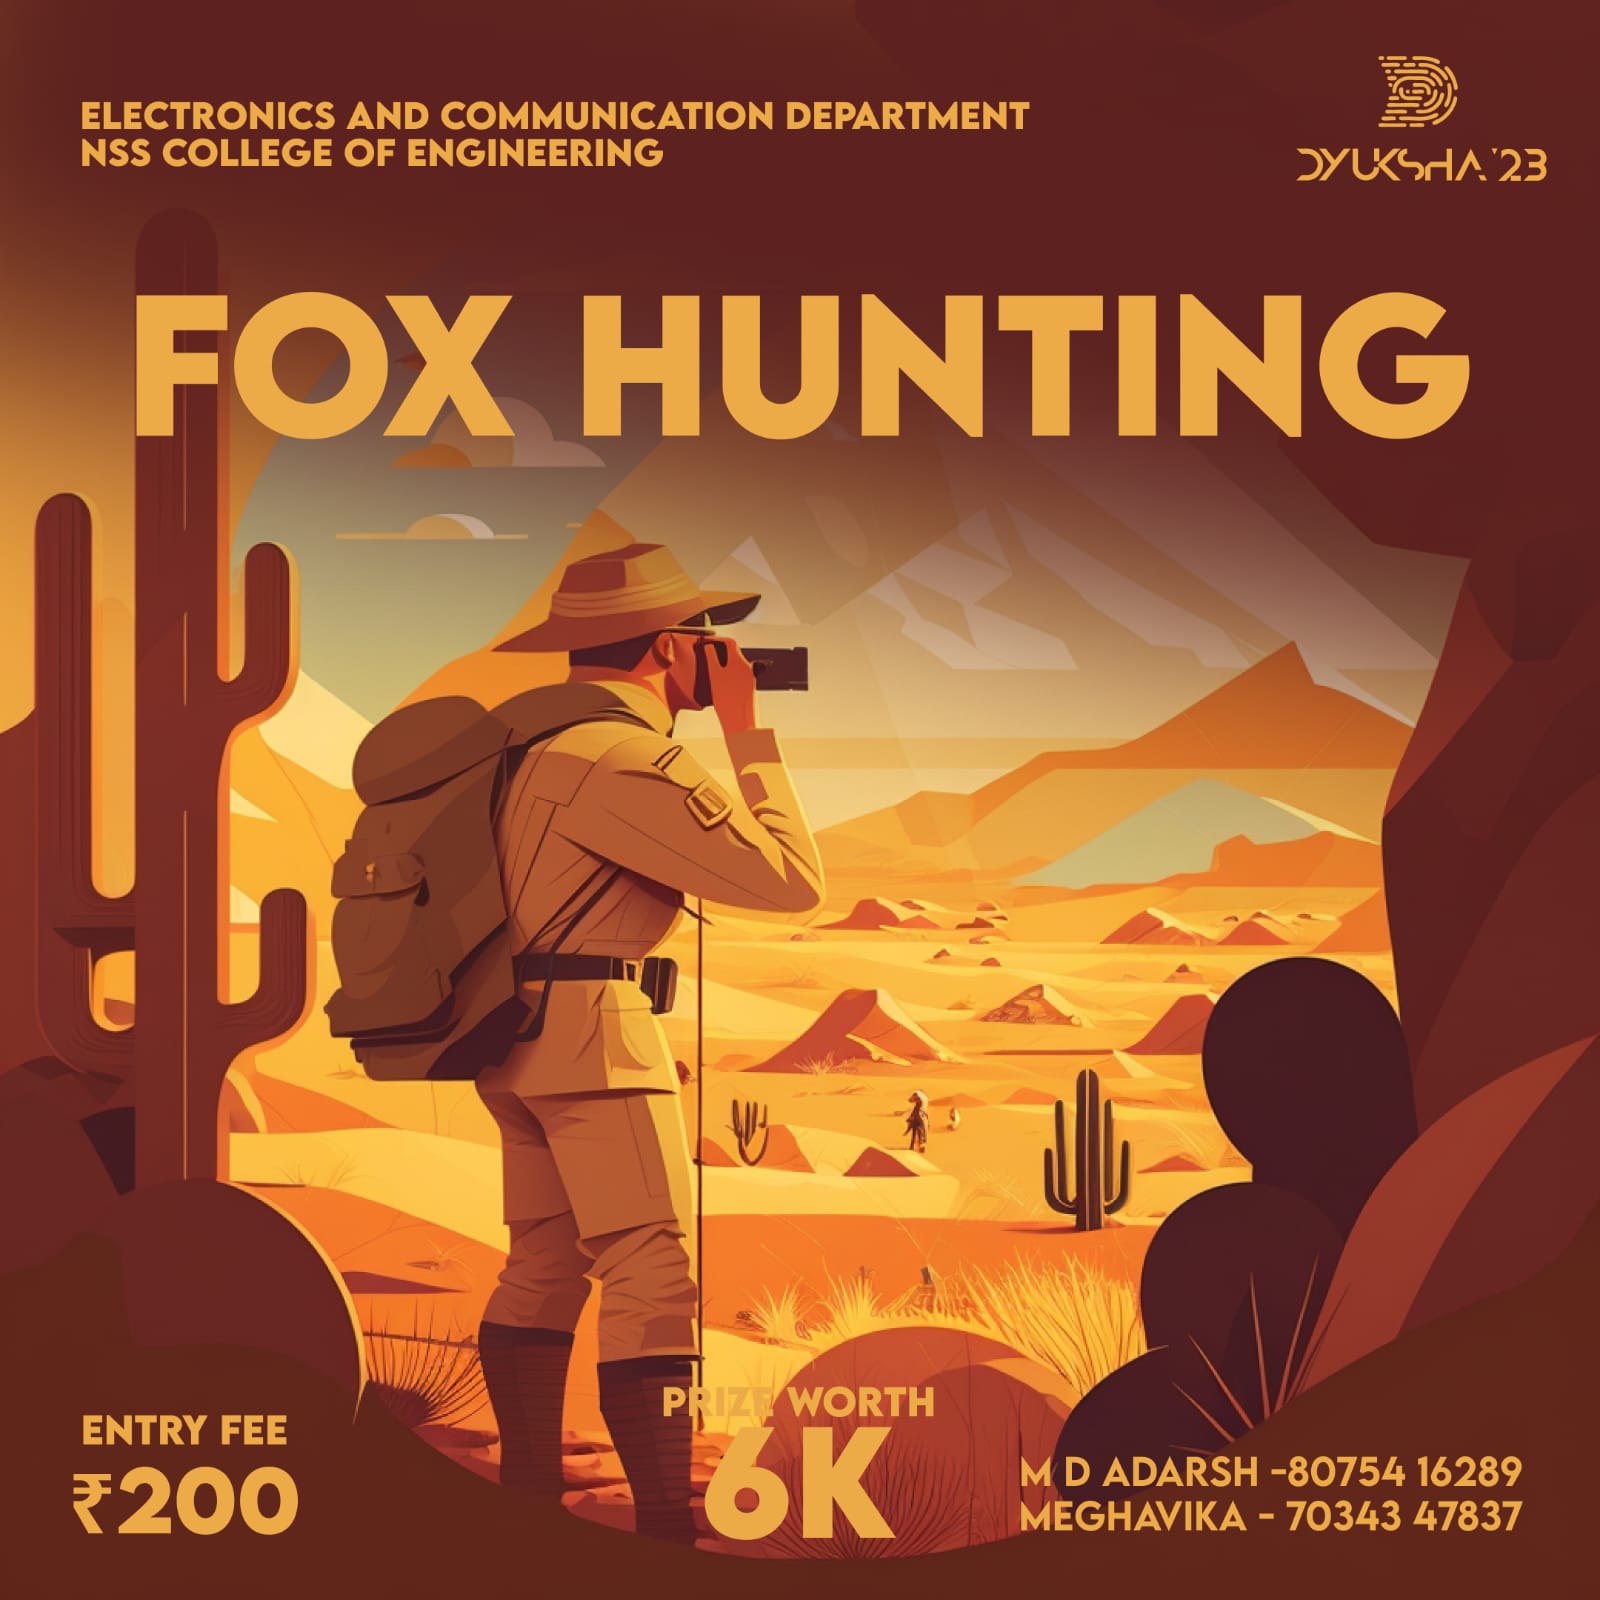 ELECTRONICS AND COMMUNICATION DEPARTMENT
NSS COLLEGE OF ENGINEERING
DYUKSHA '23
FOX HUNTING
ENTRY FEE
₹200
PRIZE WORTH
6K
M D ADARSH -80754 16289
MEGHAVIKA - 70343 47837